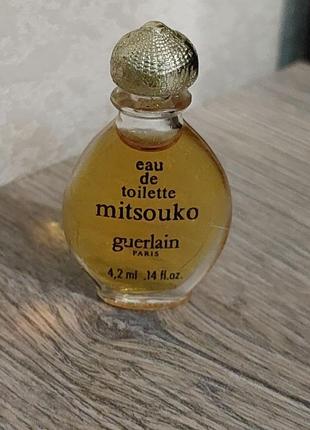 eau
de
toilette
mitsouko
guerlain
PARIS
4,2 ml .14 fl.oz.